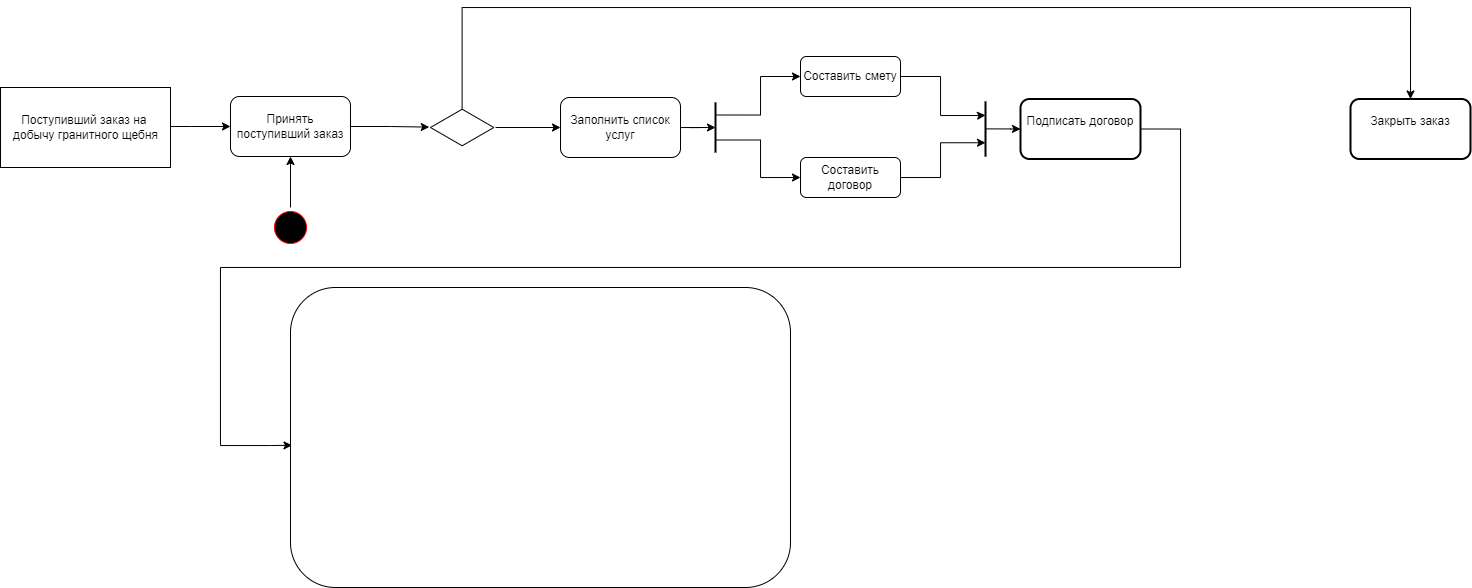 Поступивший заказ на
добычу гранитного щебня
Принять
поступивший заказ
Заполнить список
услуг
Составить смету
Составить
договор
Подписать договор
Закрыть заказ